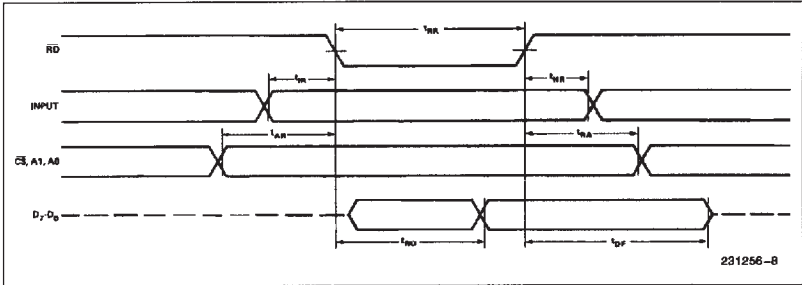 tRR
RD
tIR
tHR
INPUT
tAR
tRA
CS, A1, A0
D7-D0
tRD
tDF
231256-8